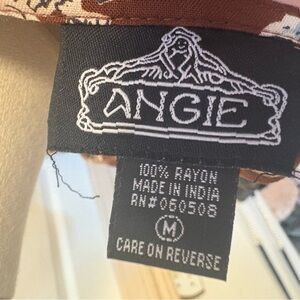 ANGIE
100% RAYON
MADE IN INDIA
RN# 060508
M
CARE ON REVERSE